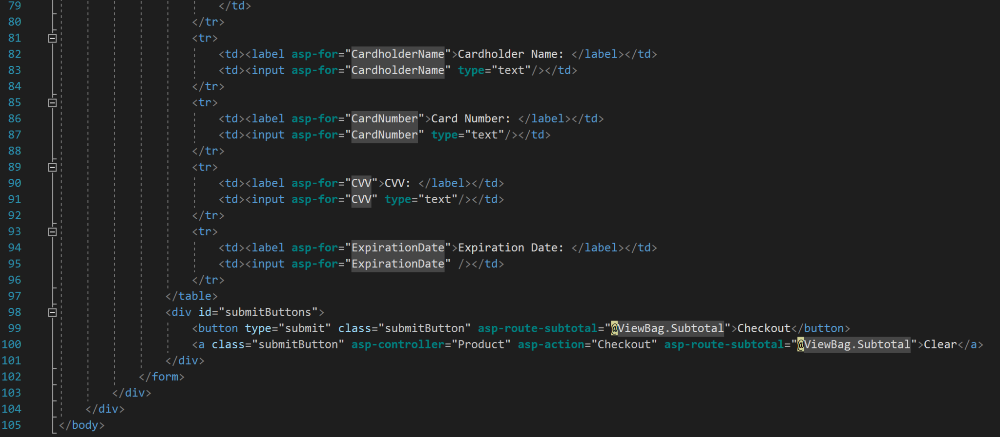 79 </td>
80 </tr>
81 <tr>
82 <td><label asp-for="CardholderName">Cardholder Name: </label></td>
83 <td><input asp-for="CardholderName" type="text"/></td>
84 </tr>
85 <tr>
86 <td><label asp-for="CardNumber">Card Number: </label></td>
87 <td><input asp-for="CardNumber" type="text"/></td>
88 </tr>
89 <tr>
90 <td><label asp-for="CVV">CVV: </label></td>
91 <td><input asp-for="CVV" type="text"/></td>
92 </tr>
93 <tr>
94 <td><label asp-for="ExpirationDate">Expiration Date: </label></td>
95 <td><input asp-for="ExpirationDate" /></td>
96 </tr>
97 </table>
98 <div id="submitButtons">
99 <button type="submit" class="submitButton" asp-route-subtotal="@ViewBag.Subtotal">Checkout</button>
100 <a class="submitButton" asp-controller="Product" asp-action="Checkout" asp-route-subtotal="@ViewBag.Subtotal">Clear</a>
101 </div>
102 </form>
103 </div>
104 </div>
105 </body>